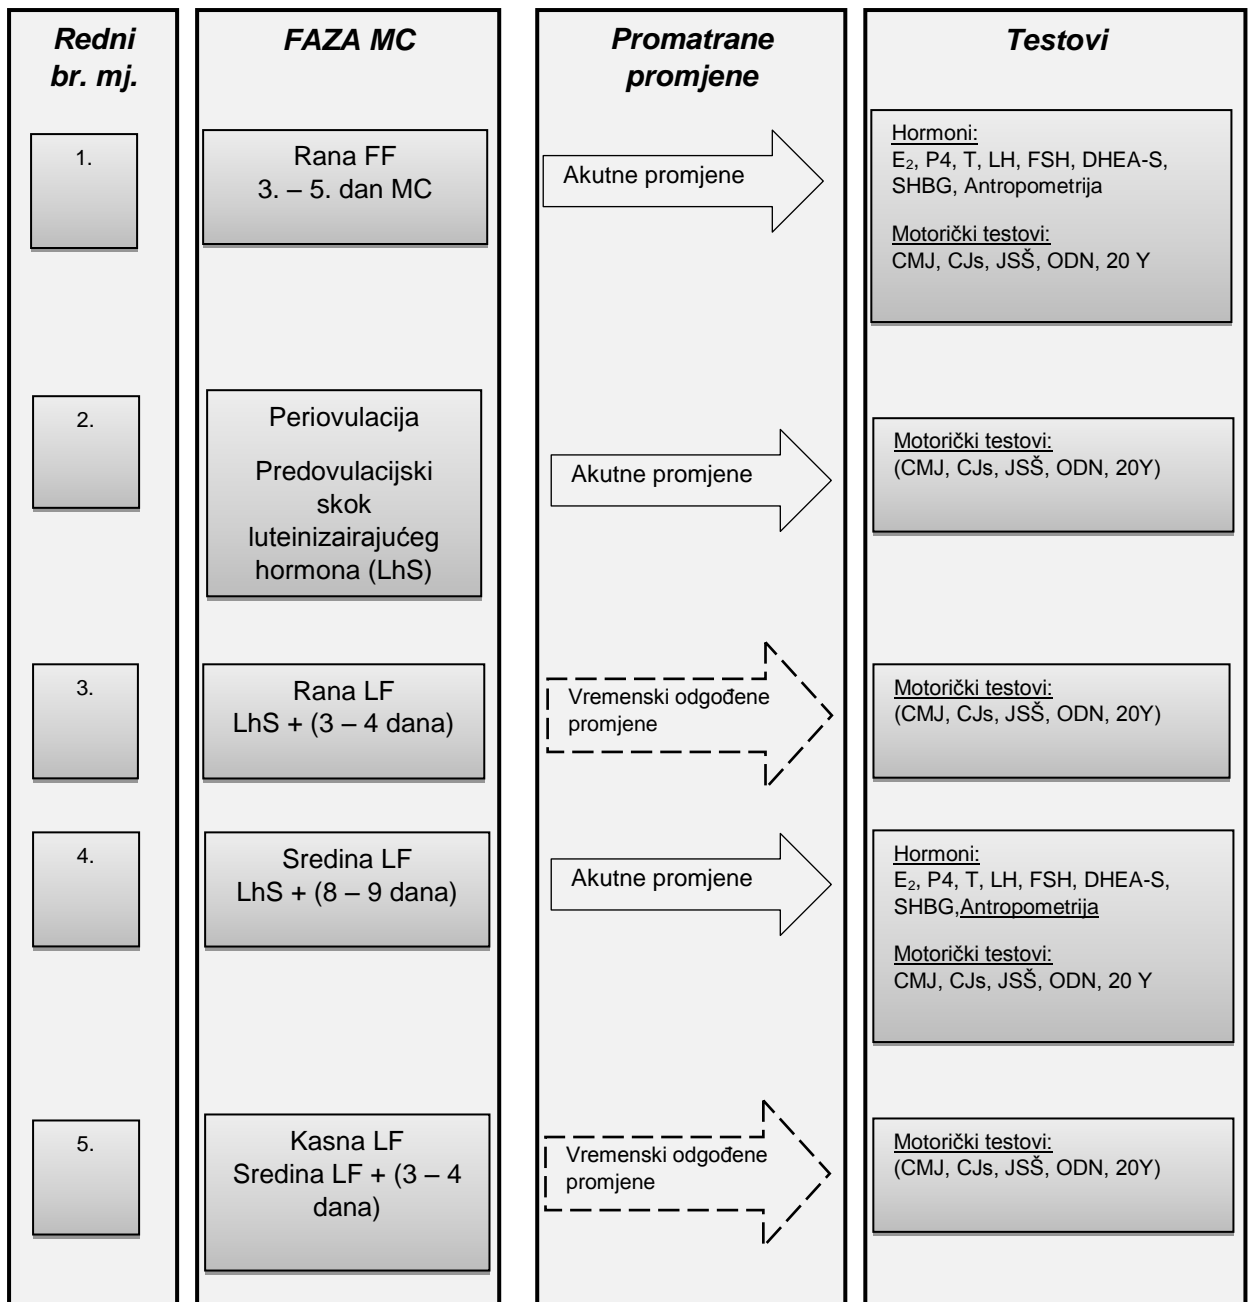 Redni
br. mj.
FAZA MC
Promatrane
promjene
Testovi
1.
Rana FF
3. – 5. dan MC
Akutne promjene
Hormoni:
E₂, P4, T, LH, FSH, DHEA-S,
SHBG, Antropometrija
Motorički testovi:
CMJ, CJs, JSŠ, ODN, 20 Y
2.
Periovulacija
Predovulacijski
skok
luteinizairajućeg
hormona (LhS)
Akutne promjene
Motorički testovi:
(CMJ, CJs, JSŠ, ODN, 20Y)
3.
Rana LF
LhS + (3 – 4 dana)
Vremenski odgođene
promjene
Motorički testovi:
(CMJ, CJs, JSŠ, ODN, 20Y)
4.
Sredina LF
LhS + (8 – 9 dana)
Akutne promjene
Hormoni:
E₂, P4, T, LH, FSH, DHEA-S,
SHBG,Antropometrija
Motorički testovi:
CMJ, CJs, JSŠ, ODN, 20 Y
5.
Kasna LF
Sredina LF + (3 – 4
dana)
Vremenski odgođene
promjene
Motorički testovi:
(CMJ, CJs, JSŠ, ODN, 20Y)